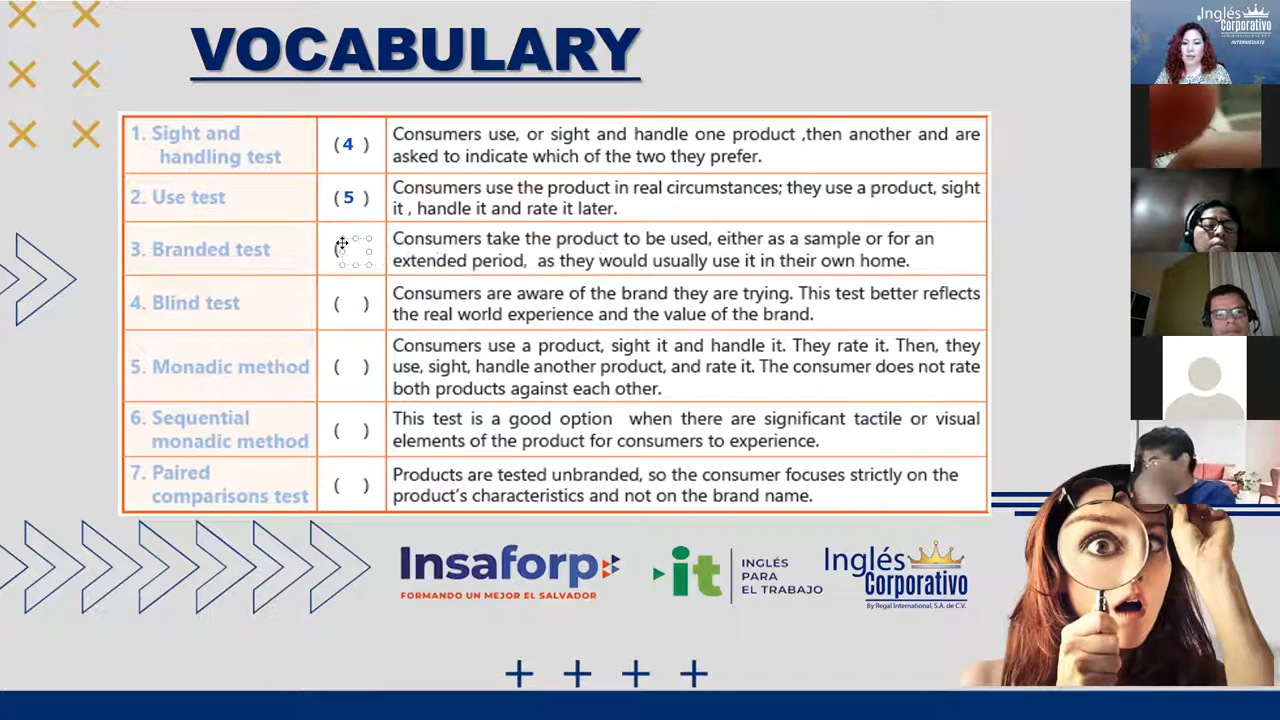 VOCABULARY
1. Sight and
handling test
( 4 )
Consumers use, or sight and handle one product ,then another and are
asked to indicate which of the two they prefer.
2. Use test
( 5 )
Consumers use the product in real circumstances; they use a product, sight
it , handle it and rate it later.
3. Branded test
(
Consumers take the product to be used, either as a sample or for an
extended period, as they would usually use it in their own home.
4. Blind test
( )
Consumers are aware of the brand they are trying. This test better reflects
the real world experience and the value of the brand.
5. Monadic method
( )
Consumers use a product, sight it and handle it. They rate it. Then, they
use, sight, handle another product, and rate it. The consumer does not rate
both products against each other.
6. Sequential
monadic method
( )
This test is a good option when there are significant tactile or visual
elements of the product for consumers to experience.
7. Paired
comparisons test
( )
Products are tested unbranded, so the consumer focuses strictly on the
product's characteristics and not on the brand name.
Insaforp
FORMANDO UN MEJOR EL SALVADOR
it
INGLÉS
PARA
EL TRABAJO
Inglés
Corporativo
By Regal International, S.A. de C.V.
Inglés
Corporativo
INTERMEDIATE